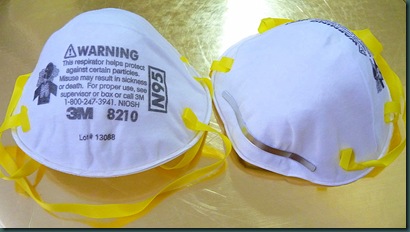 WARNING
This respirator helps protect
against certain particles.
Misuse may result in sickness
or death. For proper use, see
supervisor or box or call 3M
1-800-247-3941. NIOSH
3M 8210
N95
Lot# 13088